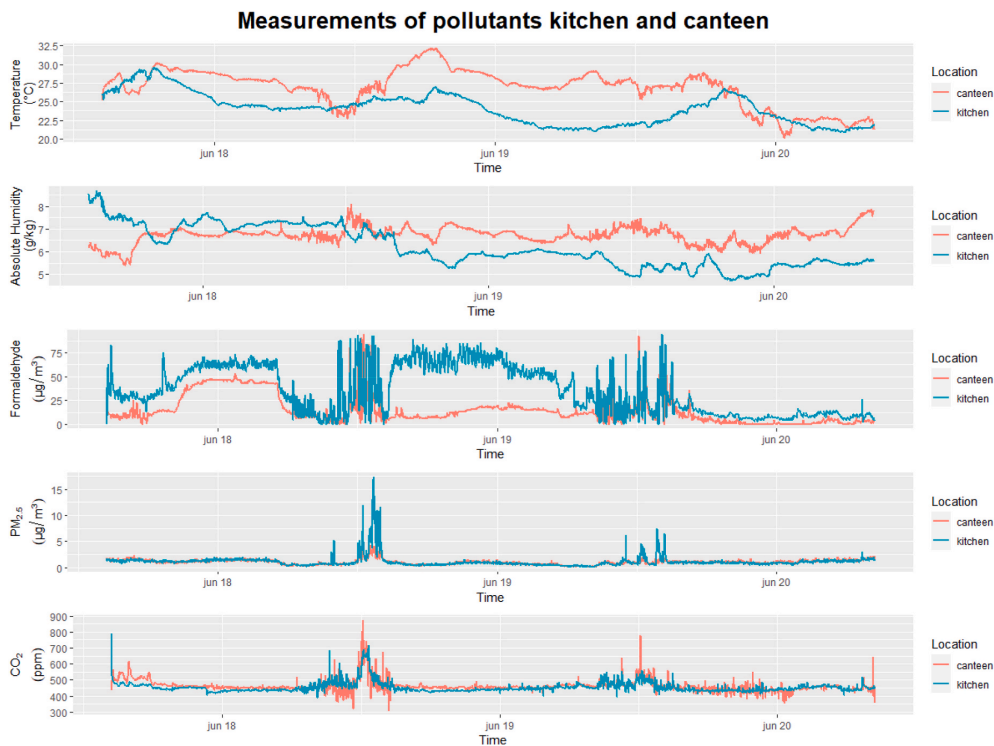 Measurements of pollutants kitchen and canteen
Temperature
(°C)
32.5
30.0
27.5
25.0
22.5
20.0
jun 18
jun 19
jun 20
Time
Location
canteen
kitchen
Absolute Humidity
(g/kg)
8
7
6
5
jun 18
jun 19
jun 20
Time
Location
canteen
kitchen
Formaldehyde
(µg/m³)
75
50
25
0
jun 18
jun 19
jun 20
Time
Location
canteen
kitchen
PM₂.₅
(µg/m³)
15
10
5
0
jun 18
jun 19
jun 20
Time
Location
canteen
kitchen
CO₂
(ppm)
900
800
700
600
500
400
300
jun 18
jun 19
jun 20
Time
Location
canteen
kitchen